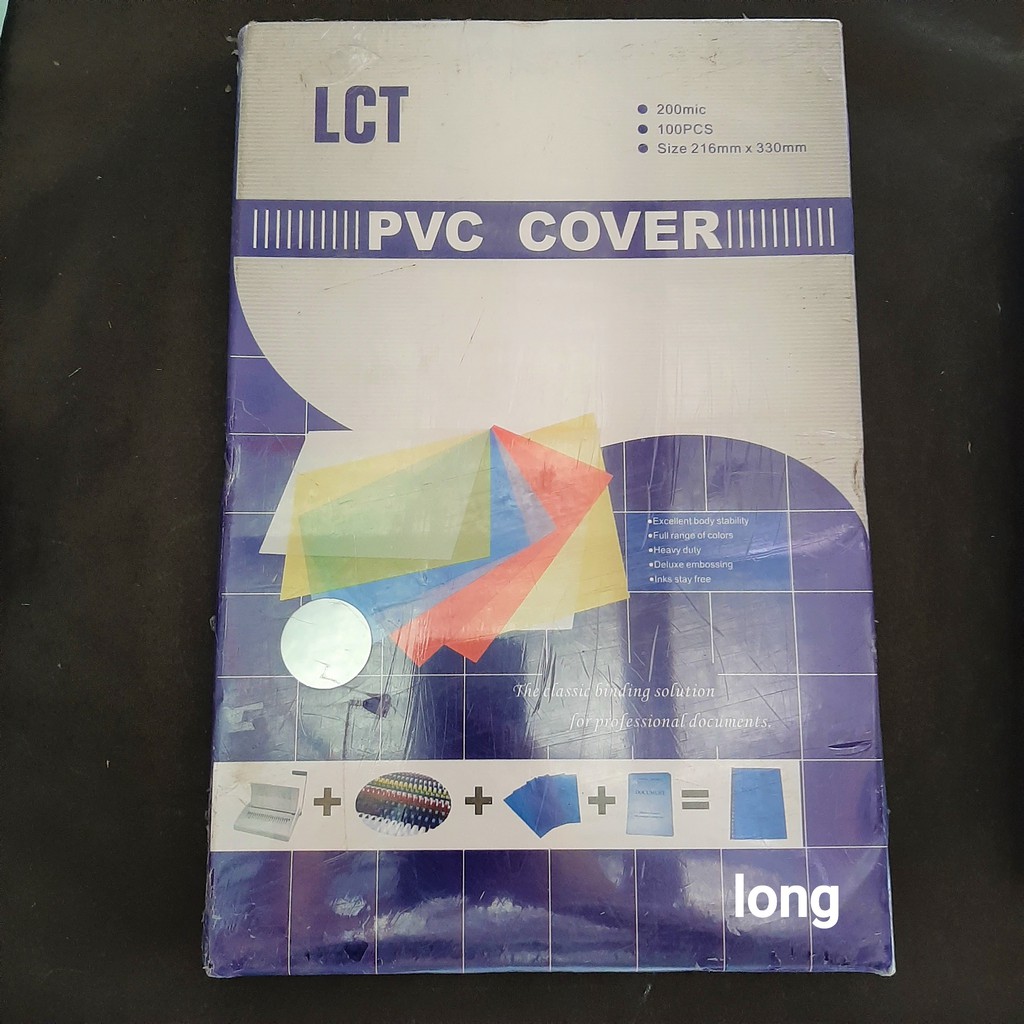 LCT
● 200mic
● 100PCS
● Size 216mm x 330mm
PVC COVER
●Excellent body stability
●Full range of colors
●Heavy duty
●Deluxe embossing
●Inks stay free
The classic binding solution
for professional documents.
+ + + =
DOCUMENT
long